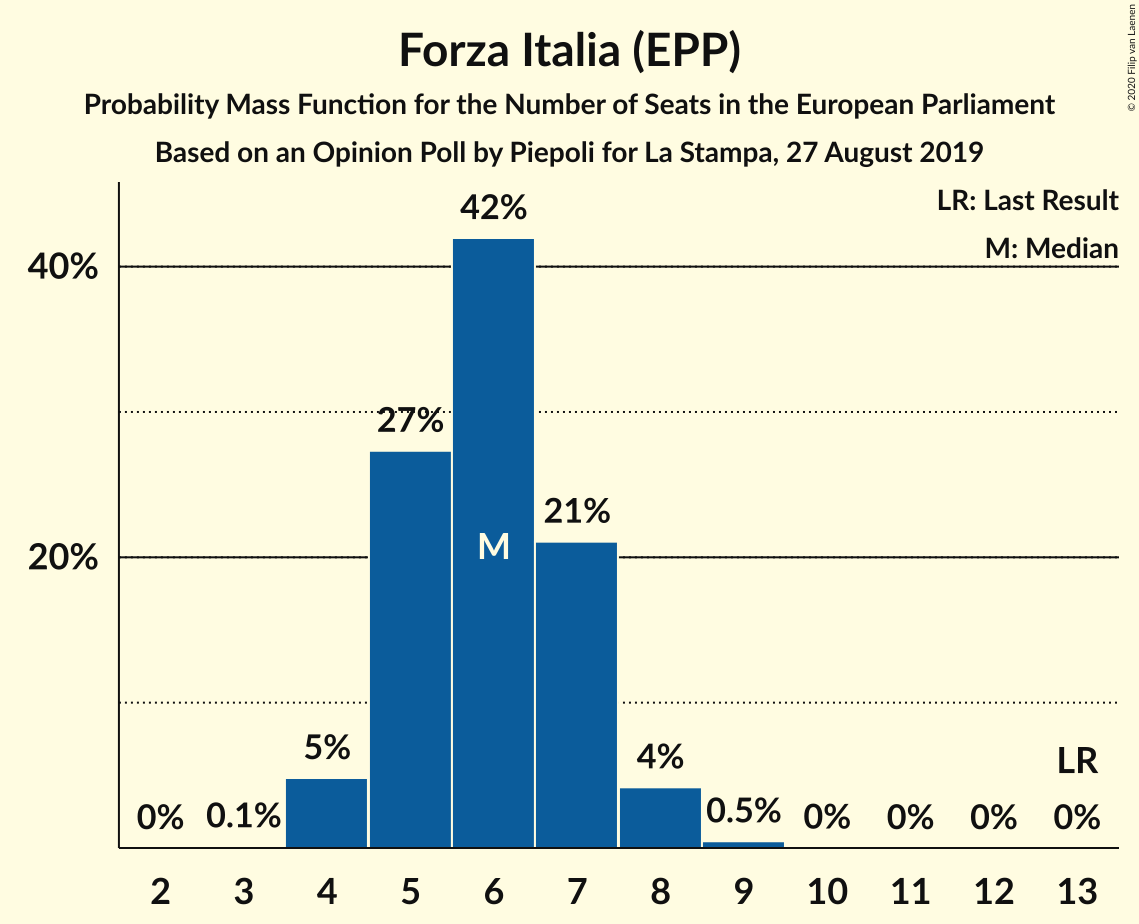 Forza Italia (EPP)
Probability Mass Function for the Number of Seats in the European Parliament
Based on an Opinion Poll by Piepoli for La Stampa, 27 August 2019
© 2020 Filip van Laenen
LR: Last Result
M: Median
40%
20%
0%
0.1%
5%
27%
42%
M
21%
4%
0.5%
0%
0%
0%
LR
0%
2 3 4 5 6 7 8 9 10 11 12 13